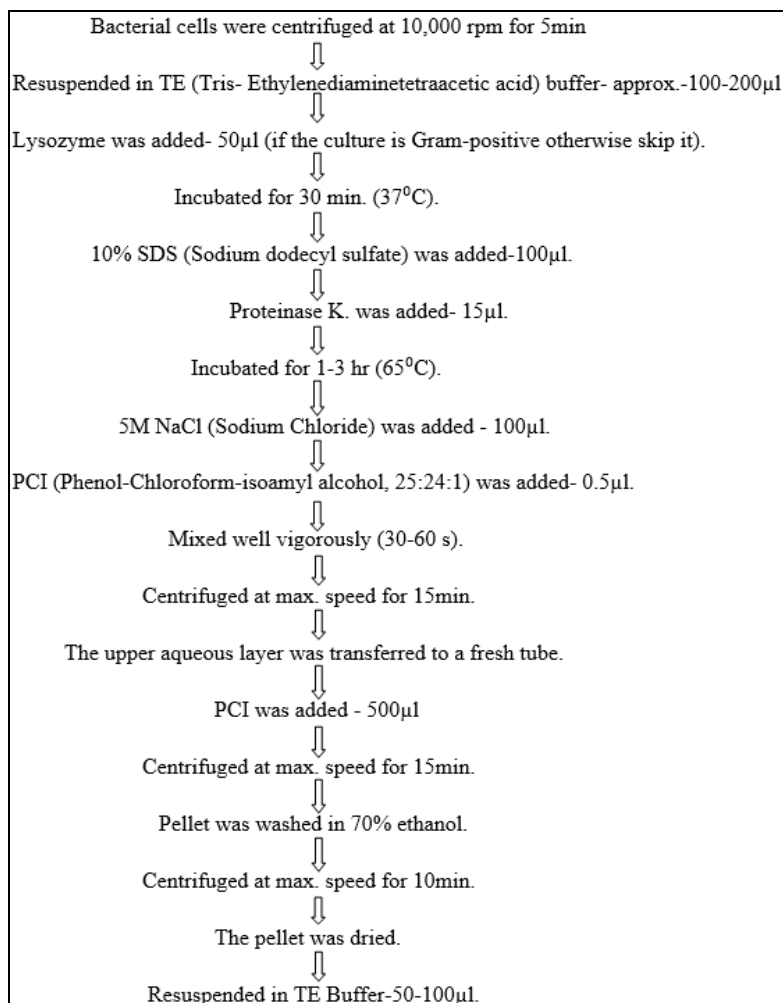 Bacterial cells were centrifuged at 10,000 rpm for 5min
Resuspended in TE (Tris- Ethylenediaminetetraacetic acid) buffer- approx.-100-200µl
Lysozyme was added- 50µl (if the culture is Gram-positive otherwise skip it).
Incubated for 30 min. (37⁰C).
10% SDS (Sodium dodecyl sulfate) was added-100µl.
Proteinase K. was added- 15µl.
Incubated for 1-3 hr (65⁰C).
5M NaCl (Sodium Chloride) was added - 100µl.
PCI (Phenol-Chloroform-isoamyl alcohol, 25:24:1) was added- 0.5µl.
Mixed well vigorously (30-60 s).
Centrifuged at max. speed for 15min.
The upper aqueous layer was transferred to a fresh tube.
PCI was added - 500µl
Centrifuged at max. speed for 15min.
Pellet was washed in 70% ethanol.
Centrifuged at max. speed for 10min.
The pellet was dried.
Resuspended in TE Buffer-50-100µl.